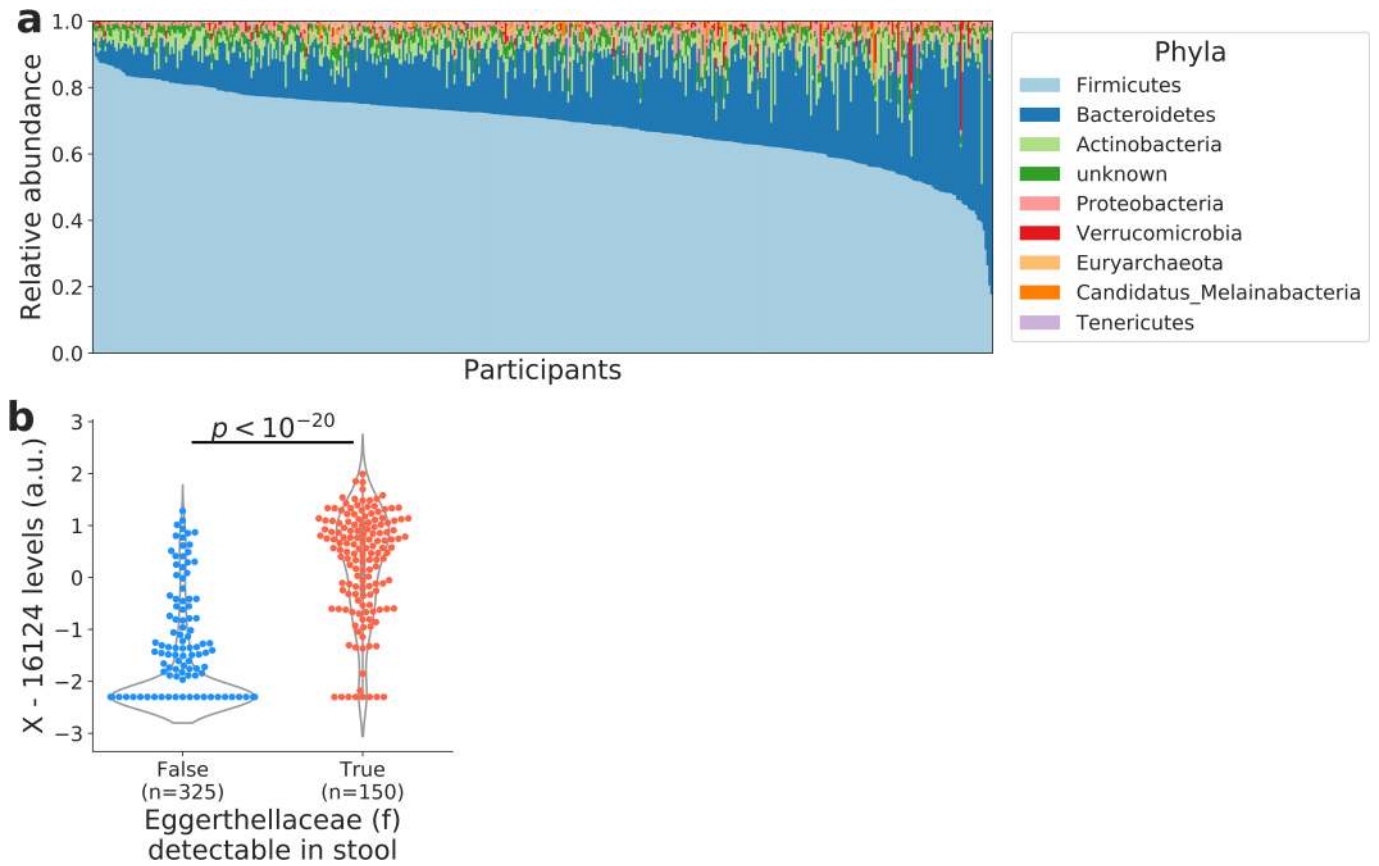 a
1.0
0.8
0.6
0.4
0.2
0.0
Relative abundance
Participants
Phyla
Firmicutes
Bacteroidetes
Actinobacteria
unknown
Proteobacteria
Verrucomicrobia
Euryarchaeota
Candidatus_Melainabacteria
Tenericutes
b
3
2
1
0
−1
−2
−3
X - 16124 levels (a.u.)
p < 10⁻²⁰
False
(n=325)
True
(n=150)
Eggerthellaceae (f)
detectable in stool